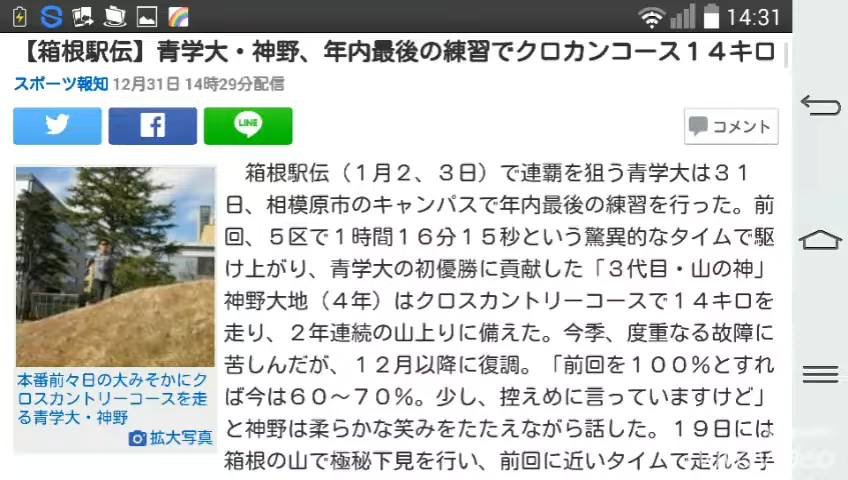 14:31
【箱根駅伝】青学大・神野、年内最後の練習でクロカンコース１４キロ
スポーツ報知 12月31日 14時29分配信
LINE
コメント
箱根駅伝（１月２、３日）で連覇を狙う青学大は３１
日、相模原市のキャンパスで年内最後の練習を行った。前
回、５区で１時間１６分１５秒という驚異的なタイムで駆
け上がり、青学大の初優勝に貢献した「３代目・山の神」
神野大地（４年）はクロスカントリーコースで１４キロを
走り、２年連続の山上りに備えた。今季、度重なる故障に
苦しんだが、１２月以降に復調。「前回を１００％とすれ
ば今は６０～７０％。少し、控えめに言っていますけど」
と神野は柔らかな笑みをたたえながら話した。１９日には
箱根の山で極秘下見を行い、前回に近いタイムで走れる手
本番前々日の大みそかにク
ロスカントリーコースを走
る青学大・神野
拡大写真